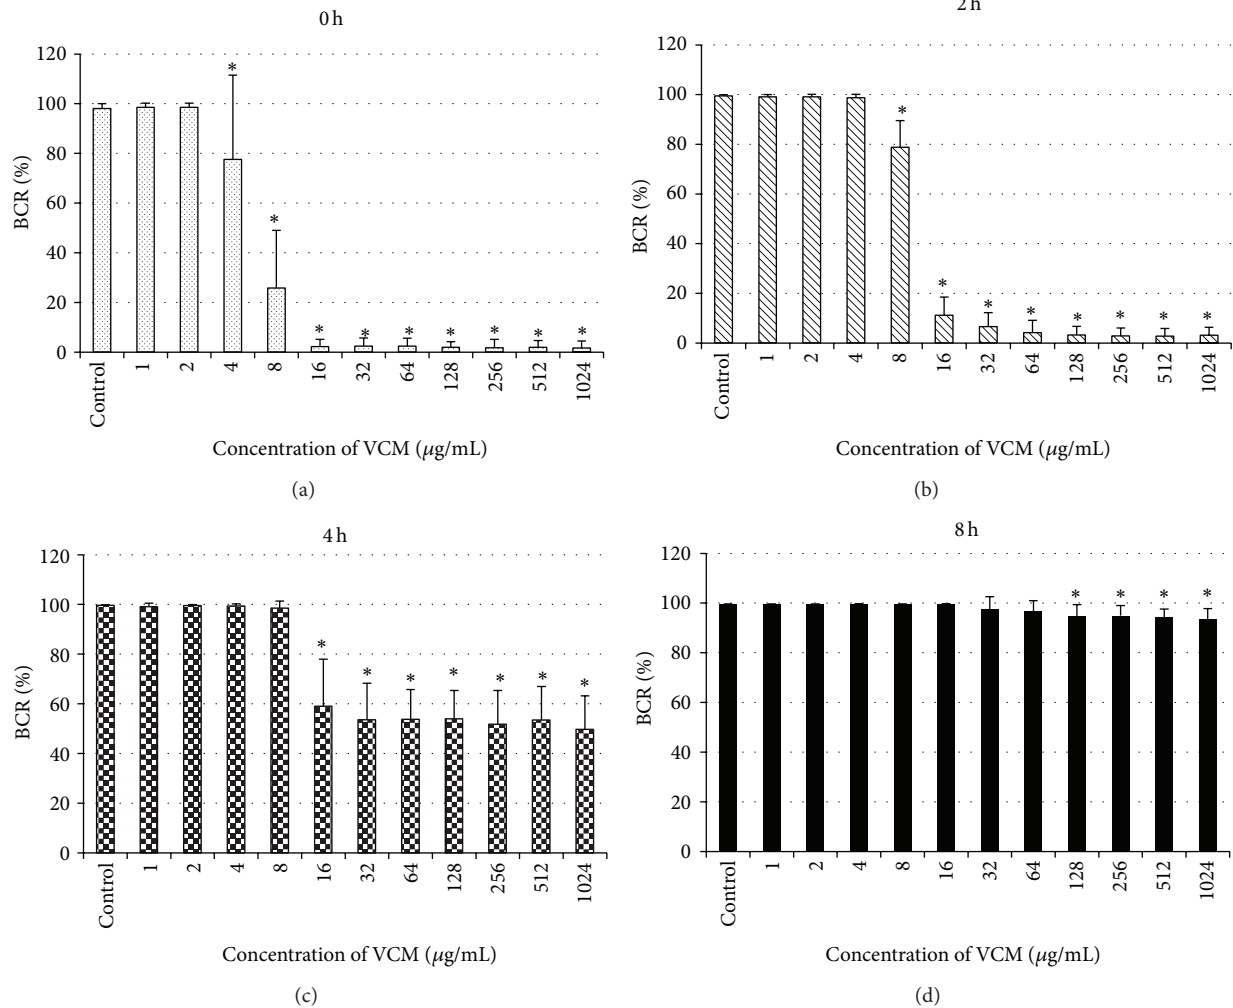 0 h
120
100
80
60
40
20
0
BCR (%)
* * * * * * * * *
Control 1 2 4 8 16 32 64 128 256 512 1024
Concentration of VCM (μg/mL)
(a)
2 h
120
100
80
60
40
20
0
BCR (%)
* * * * * * * *
Control 1 2 4 8 16 32 64 128 256 512 1024
Concentration of VCM (μg/mL)
(b)
4 h
120
100
80
60
40
20
0
BCR (%)
* * * * * * *
Control 1 2 4 8 16 32 64 128 256 512 1024
Concentration of VCM (μg/mL)
(c)
8 h
120
100
80
60
40
20
0
BCR (%)
* * * *
Control 1 2 4 8 16 32 64 128 256 512 1024
Concentration of VCM (μg/mL)
(d)